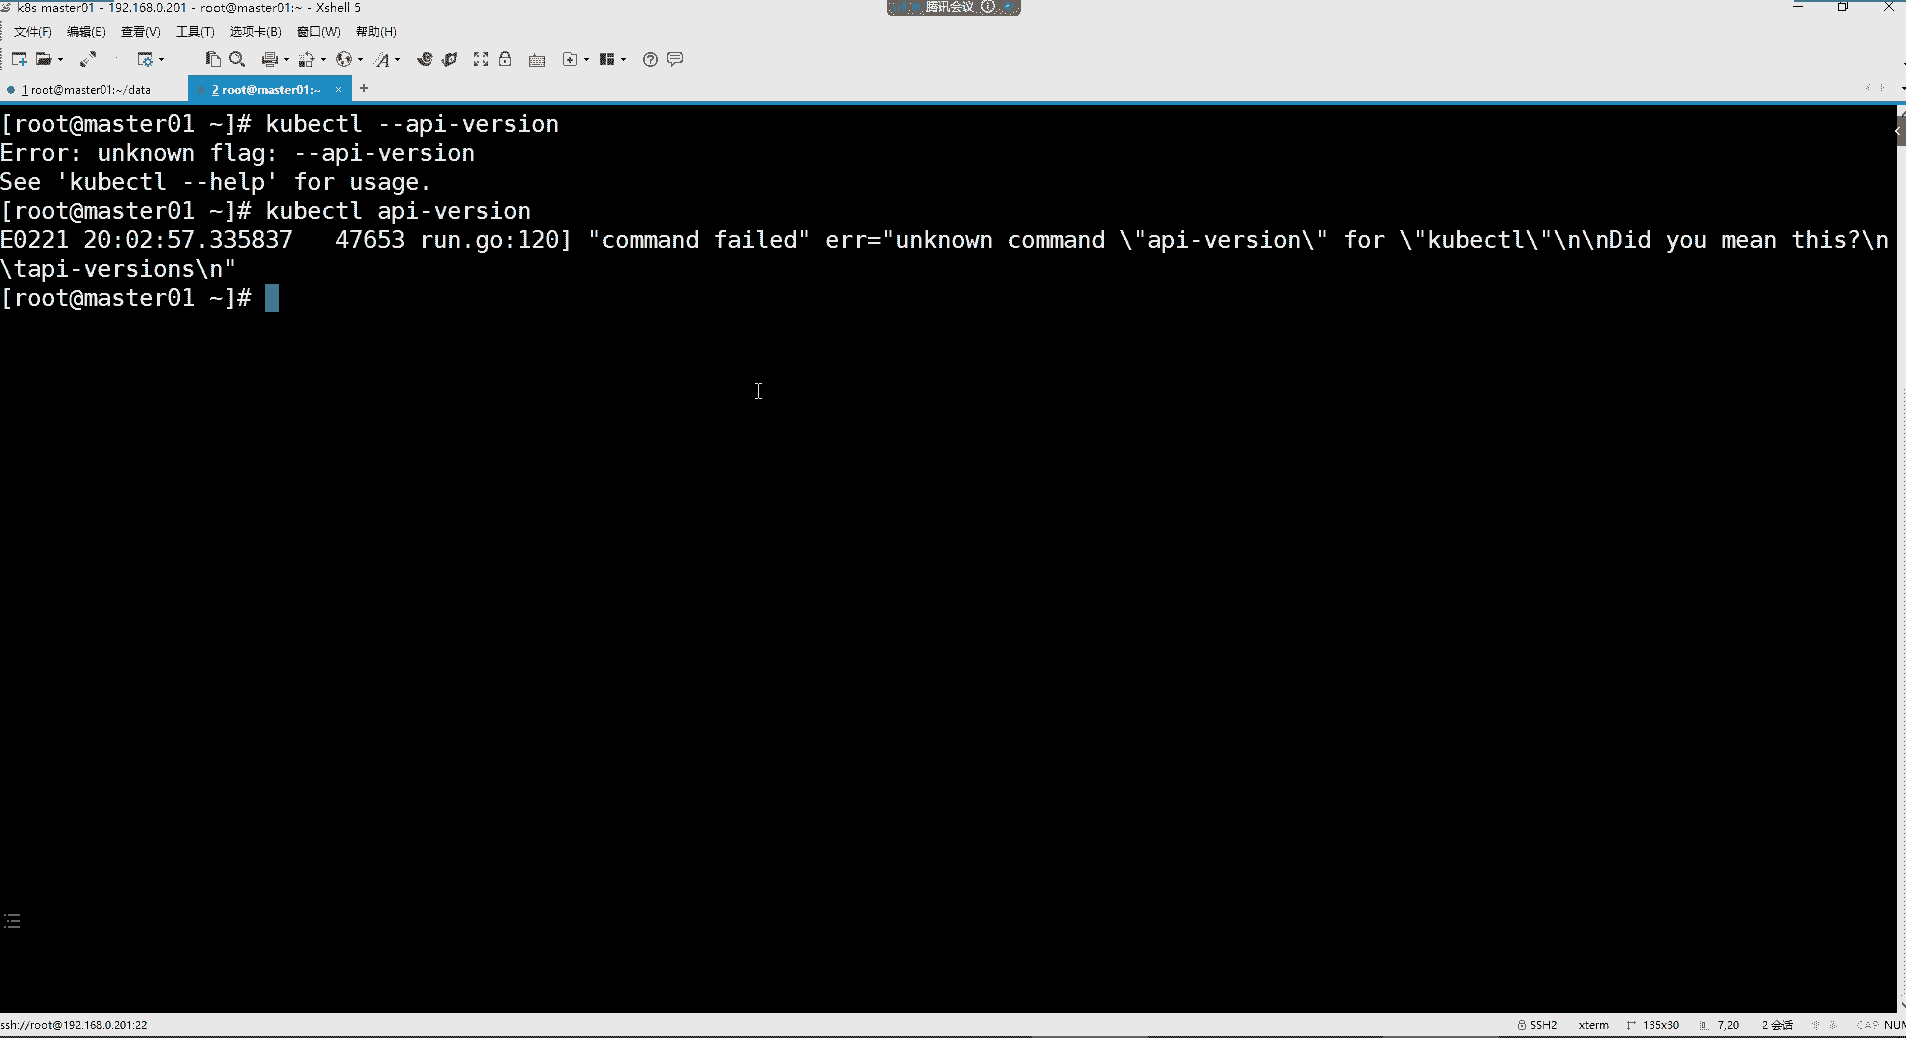 k8s master01 - 192.168.0.201 - root@master01:~ - Xshell 5
腾讯会议
文件(F) 编辑(E) 查看(V) 工具(T) 选项卡(B) 窗口(W) 帮助(H)
1 root@master01:~/data
2 root@master01:~ × +
[root@master01 ~]# kubectl --api-version
Error: unknown flag: --api-version
See 'kubectl --help' for usage.
[root@master01 ~]# kubectl api-version
E0221 20:02:57.335837   47653 run.go:120] "command failed" err="unknown command \"api-version\" for \"kubectl\"\n\nDid you mean this?\n
\tapi-versions\n"
[root@master01 ~]#
ssh://root@192.168.0.201:22 SSH2 xterm 135x30 7,20 2 会话 CAP NUM